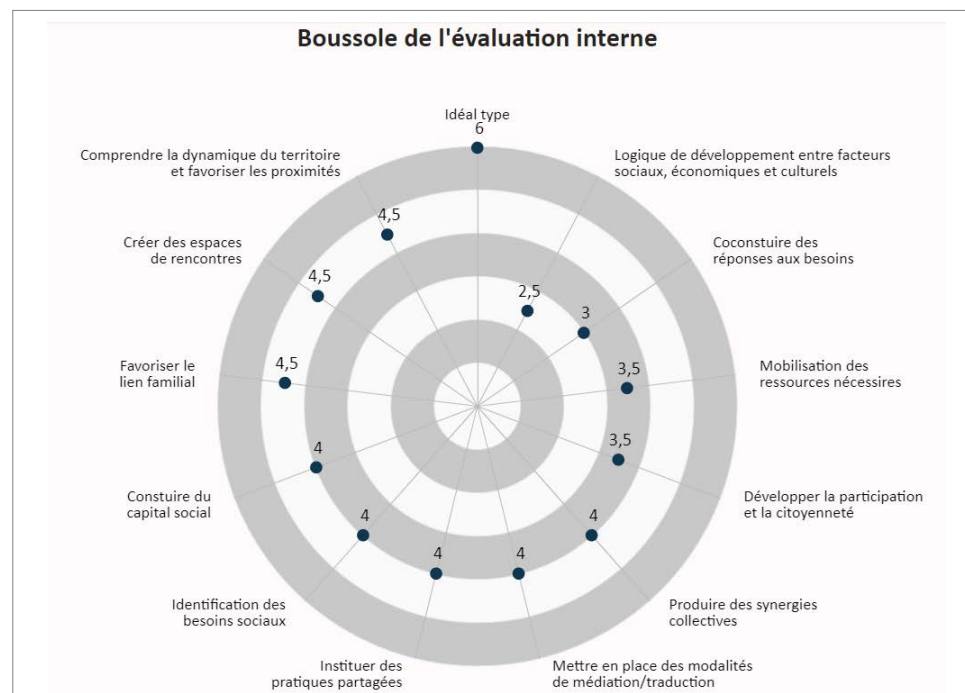 Boussole de l'évaluation interne
Idéal type
6
Logique de développement entre facteurs
sociaux, économiques et culturels
2,5
Coconstuire des
réponses aux besoins
3
Mobilisation des
ressources nécessires
3,5
Développer la participation
et la citoyenneté
3,5
Produire des synergies
collectives
4
Mettre en place des modalités
de médiation/traduction
4
Instituer des
pratiques partagées
4
Identification des
besoins sociaux
4
Constuire du
capital social
4
Favoriser le
lien familial
4,5
Créer des espaces
de rencontres
4,5
Comprendre la dynamique du territoire
et favoriser les proximités
4,5